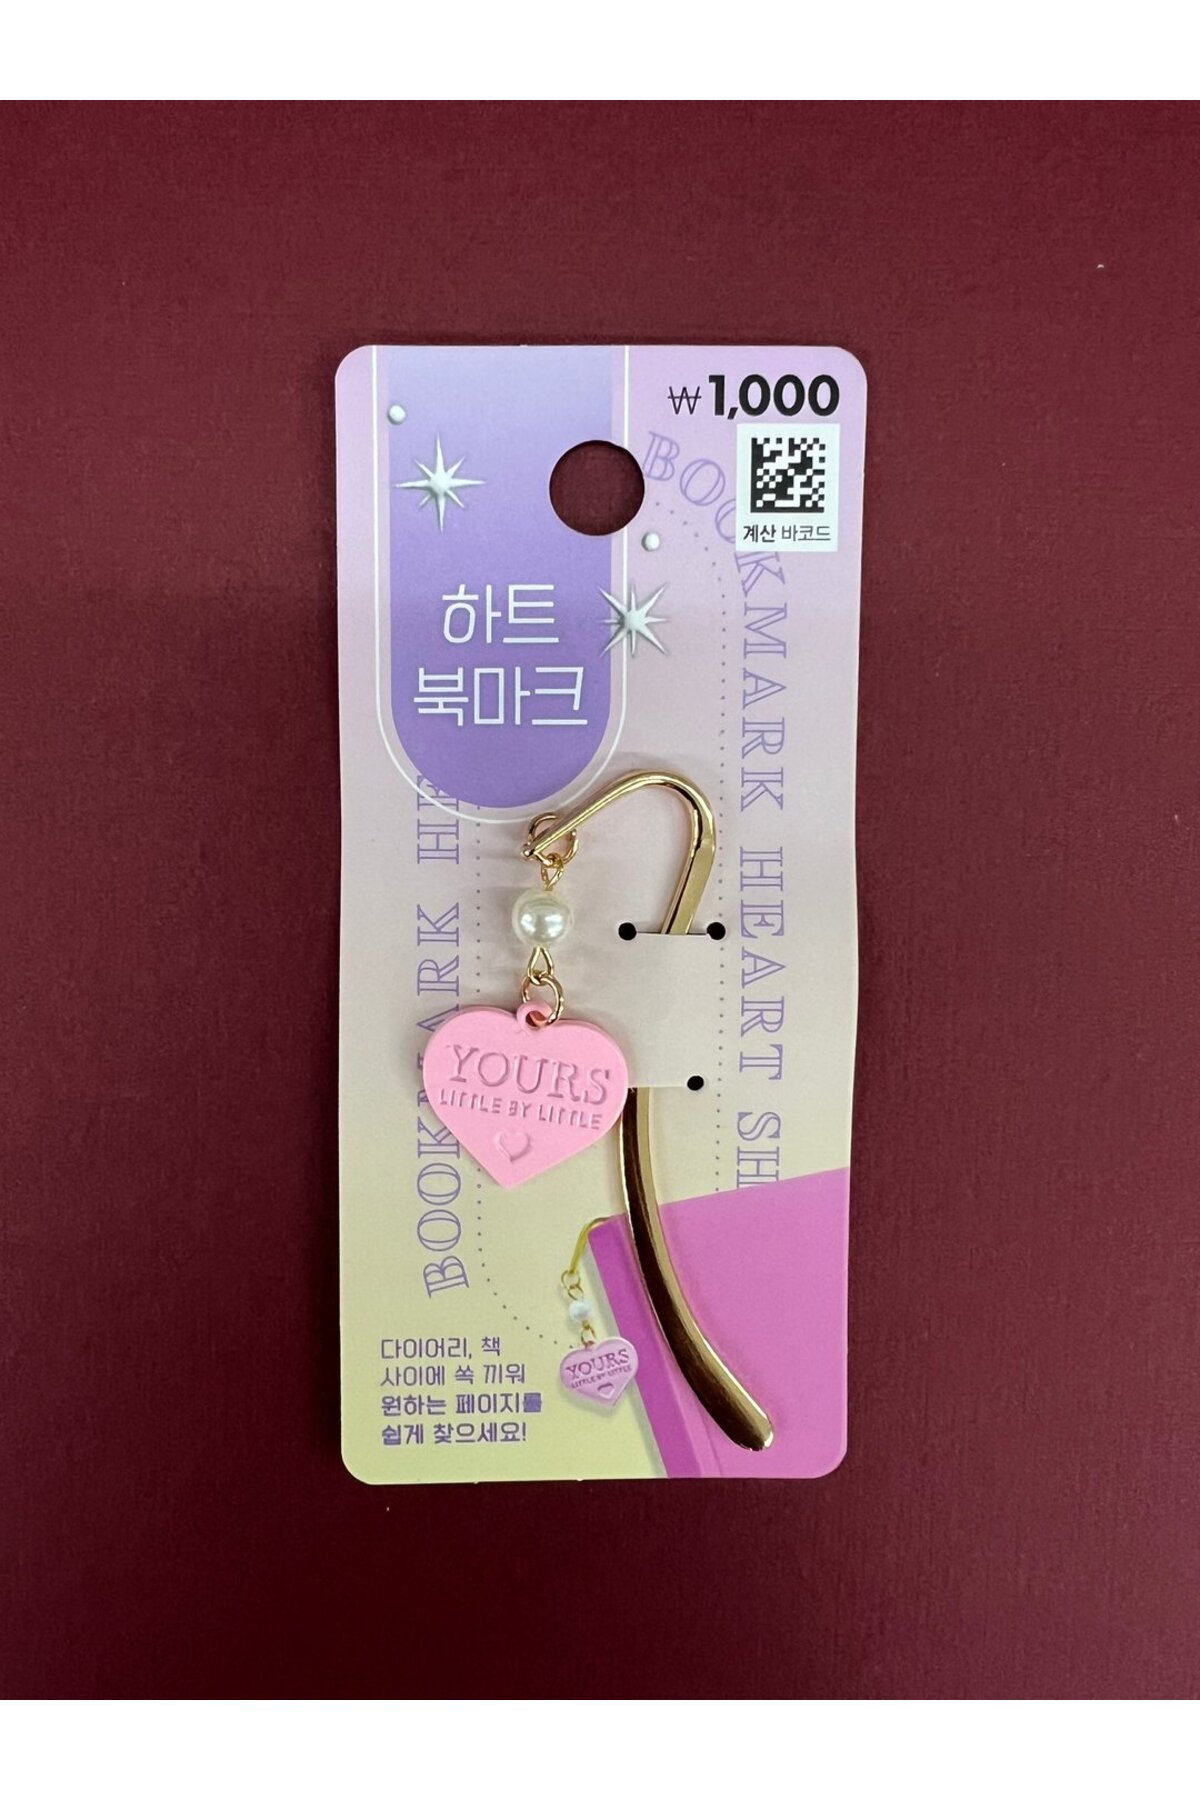 ₩1,000
계산 바코드
하트
북마크
BOOKMARK HEART SH
BOOKMARK HE
YOURS
LITTLE BY LITTLE
YOURS
LITTLE BY LITTLE
다이어리, 책
사이에 쏙 끼워
원하는 페이지를
쉽게 찾으세요!